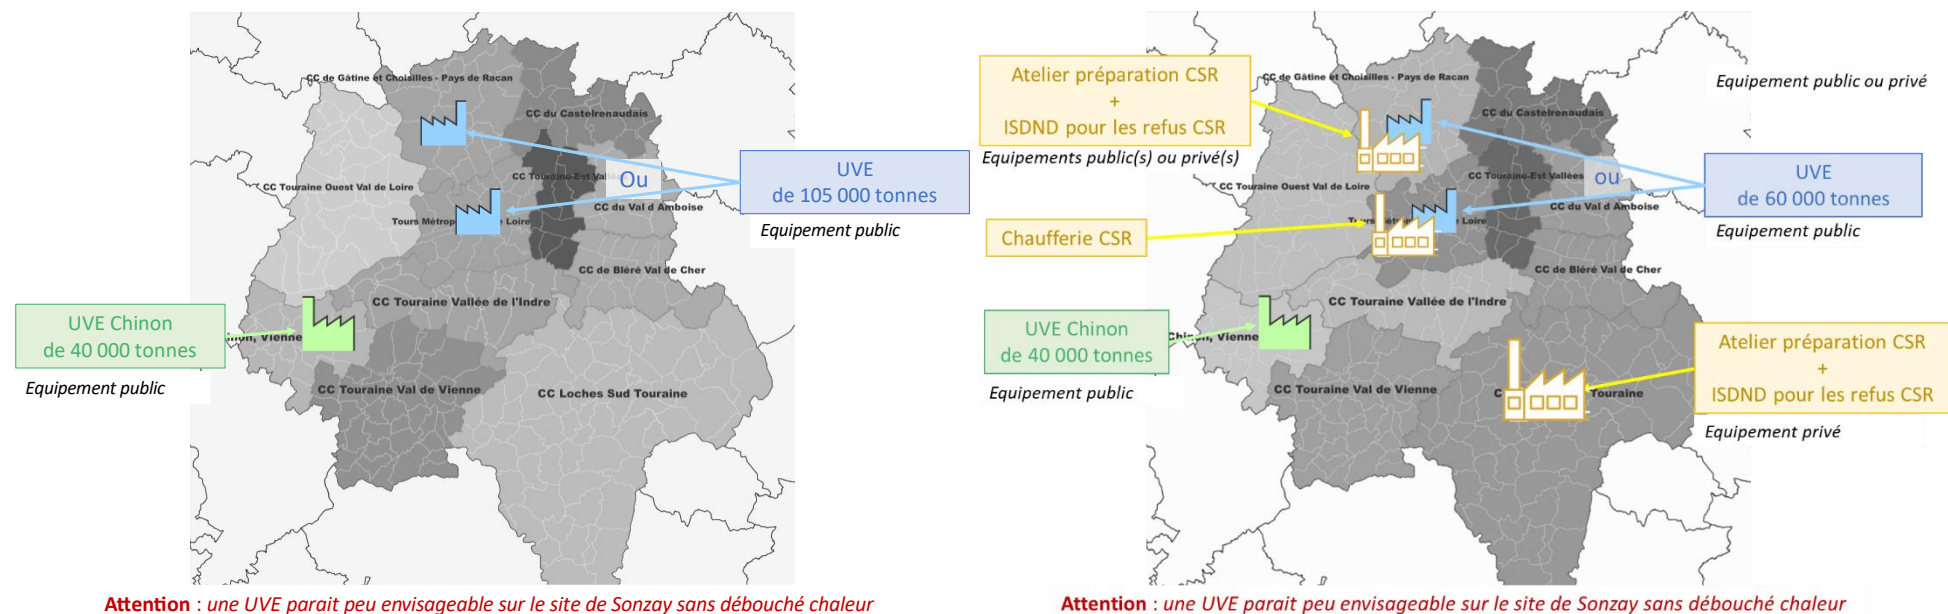 CC de Gâtine et Choisilles - Pays de Racan
CC du Castelrenaudais
CC Touraine-Est Vallées
Ou
UVE
de 105 000 tonnes
Equipement public
CC Touraine Ouest Val de Loire
CC du Val d Amboise
Tours Métrop
e Loire
CC de Bléré Val de Cher
CC Touraine Vallée de l'Indre
UVE Chinon
de 40 000 tonnes
Equipement public
non, Vienne
CC Touraine Val de Vienne
CC Loches Sud Touraine
Attention : une UVE parait peu envisageable sur le site de Sonzay sans débouché chaleur
Atelier préparation CSR
+
ISDND pour les refus CSR
Equipements public(s) ou privé(s)
CC de Gâtine et Choisilles - Pays de Racan
Equipement public ou privé
CC du Castelrenaudais
CC Touraine-Est Vallées
ou
UVE
de 60 000 tonnes
Equipement public
CC Touraine Ouest Val de Loire
CC du Val d Amboise
Chaufferie CSR
Loire
CC de Bléré Val de Cher
CC Touraine Vallée de l'Indre
UVE Chinon
de 40 000 tonnes
Equipement public
Chinon, Vienne
CC Touraine Val de Vienne
C
Touraine
Atelier préparation CSR
+
ISDND pour les refus CSR
Equipement privé
Attention : une UVE parait peu envisageable sur le site de Sonzay sans débouché chaleur